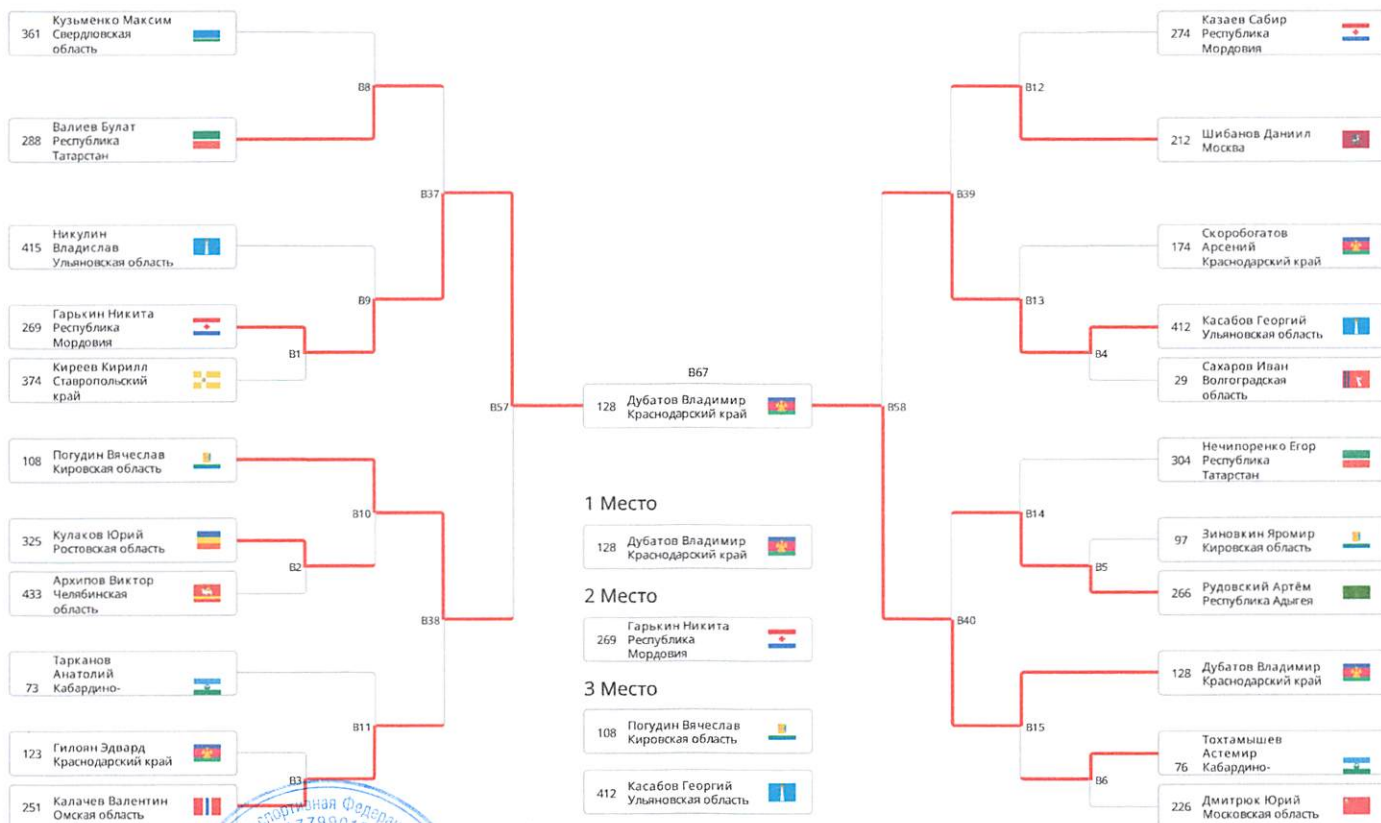 361
Кузьменко Максим
Свердловская
область
B8
288
Валиев Булат
Республика
Татарстан
B37
415
Никулин
Владислав
Ульяновская область
B9
269
Гарькин Никита
Республика
Мордовия
B1
374
Киреев Кирилл
Ставропольский
край
B57
108
Погудин Вячеслав
Кировская область
B10
325
Кулаков Юрий
Ростовская область
B2
433
Архипов Виктор
Челябинская
область
B38
73
Тарканов
Анатолий
Кабардино-
B11
123
Гилоян Эдвард
Краснодарский край
B3
251
Калачев Валентин
Омская область
B67
128
Дубатов Владимир
Краснодарский край
1 Место
128
Дубатов Владимир
Краснодарский край
2 Место
269
Гарькин Никита
Республика
Мордовия
3 Место
108
Погудин Вячеслав
Кировская область
412
Касабов Георгий
Ульяновская область
274
Казаев Сабир
Республика
Мордовия
B12
212
Шибанов Даниил
Москва
B39
174
Скоробогатов
Арсений
Краснодарский край
B13
412
Касабов Георгий
Ульяновская область
B4
29
Сахаров Иван
Волгоградская
область
B58
304
Нечипоренко Егор
Республика
Татарстан
B14
97
Зиновкин Яромир
Кировская область
B5
266
Рудовский Артём
Республика Адыгея
B40
128
Дубатов Владимир
Краснодарский край
B15
76
Тохтамышев
Астемир
Кабардино-
B6
226
Дмитрюк Юрий
Московская область